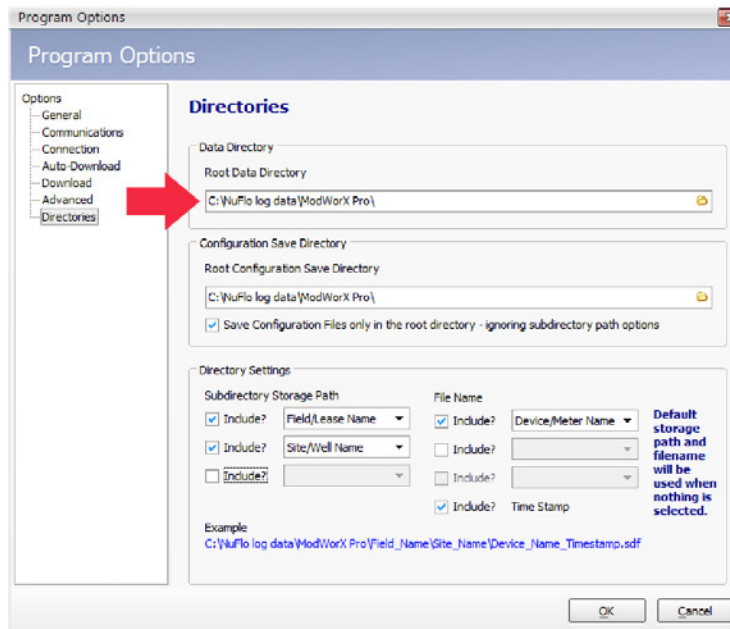 Program Options
Program Options
Options
General
Communications
Connection
Auto-Download
Download
Advanced
Directories
Directories
Data Directory
Root Data Directory
C:\NuFlo log data\ModWorX Pro\
Configuration Save Directory
Root Configuration Save Directory
C:\NuFlo log data\ModWorX Pro\
Save Configuration Files only in the root directory - ignoring subdirectory path options
Directory Settings
Subdirectory Storage Path
Include? Field/Lease Name
Include? Site/Well Name
Include?
File Name
Include? Device/Meter Name
Include?
Include?
Include? Time Stamp
Default
storage
path and
filename
will be
used when
nothing is
selected.
Example
C:\NuFlo log data\ModWorX Pro\Field_Name\Site_Name\Device_Name_Timestamp.sdf
OK Cancel